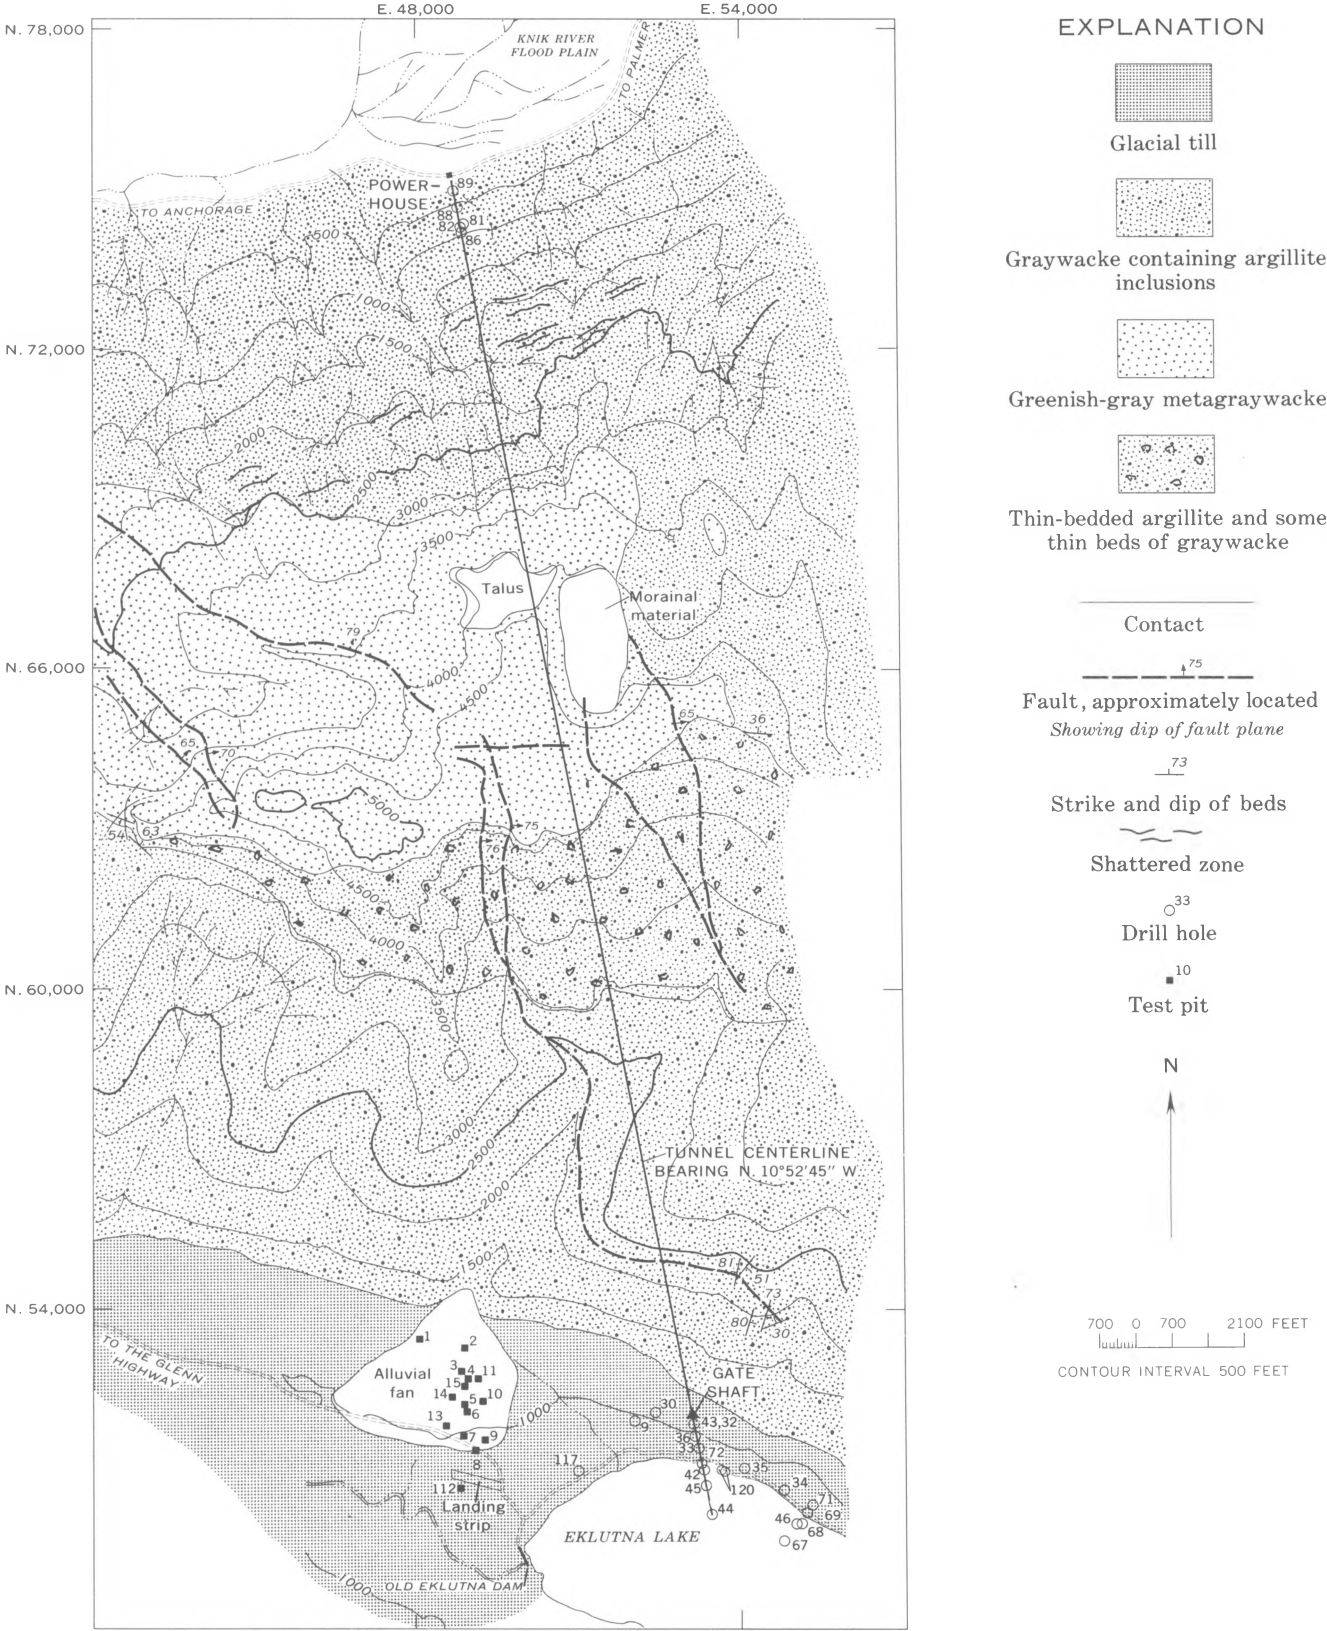 E. 48,000
E. 54,000
N. 78,000
KNIK RIVER
FLOOD PLAIN
TO PALMER
POWER-
HOUSE
89
TO ANCHORAGE
88
81
82
86
500
1000
N. 72,000
1500
2000
2500
3000
3500
Talus
Morainal
material
79
N. 66,000
4000
4500
65
36
65
70
5000
54
63
75
76
4500
4000
N. 60,000
3500
3000
TUNNEL CENTERLINE
BEARING N. 10°52'45" W.
2500
2000
1500
81
51
73
80
30
N. 54,000
TO THE GLENN
HIGHWAY
1
2
Alluvial
fan
3
4
11
15
14
5
10
6
13
7
9
8
1000
GATE
SHAFT
30
9
43,32
36
33
72
117
42
35
45
120
34
112
Landing
strip
44
71
69
46
68
67
EKLUTNA LAKE
1000
OLD EKLUTNA DAM
EXPLANATION
Glacial till
Graywacke containing argillite
inclusions
Greenish-gray metagraywacke
Thin-bedded argillite and some
thin beds of graywacke
Contact
75
Fault, approximately located
Showing dip of fault plane
73
Strike and dip of beds
Shattered zone
33
Drill hole
10
Test pit
N
700 0 700 2100 FEET
CONTOUR INTERVAL 500 FEET